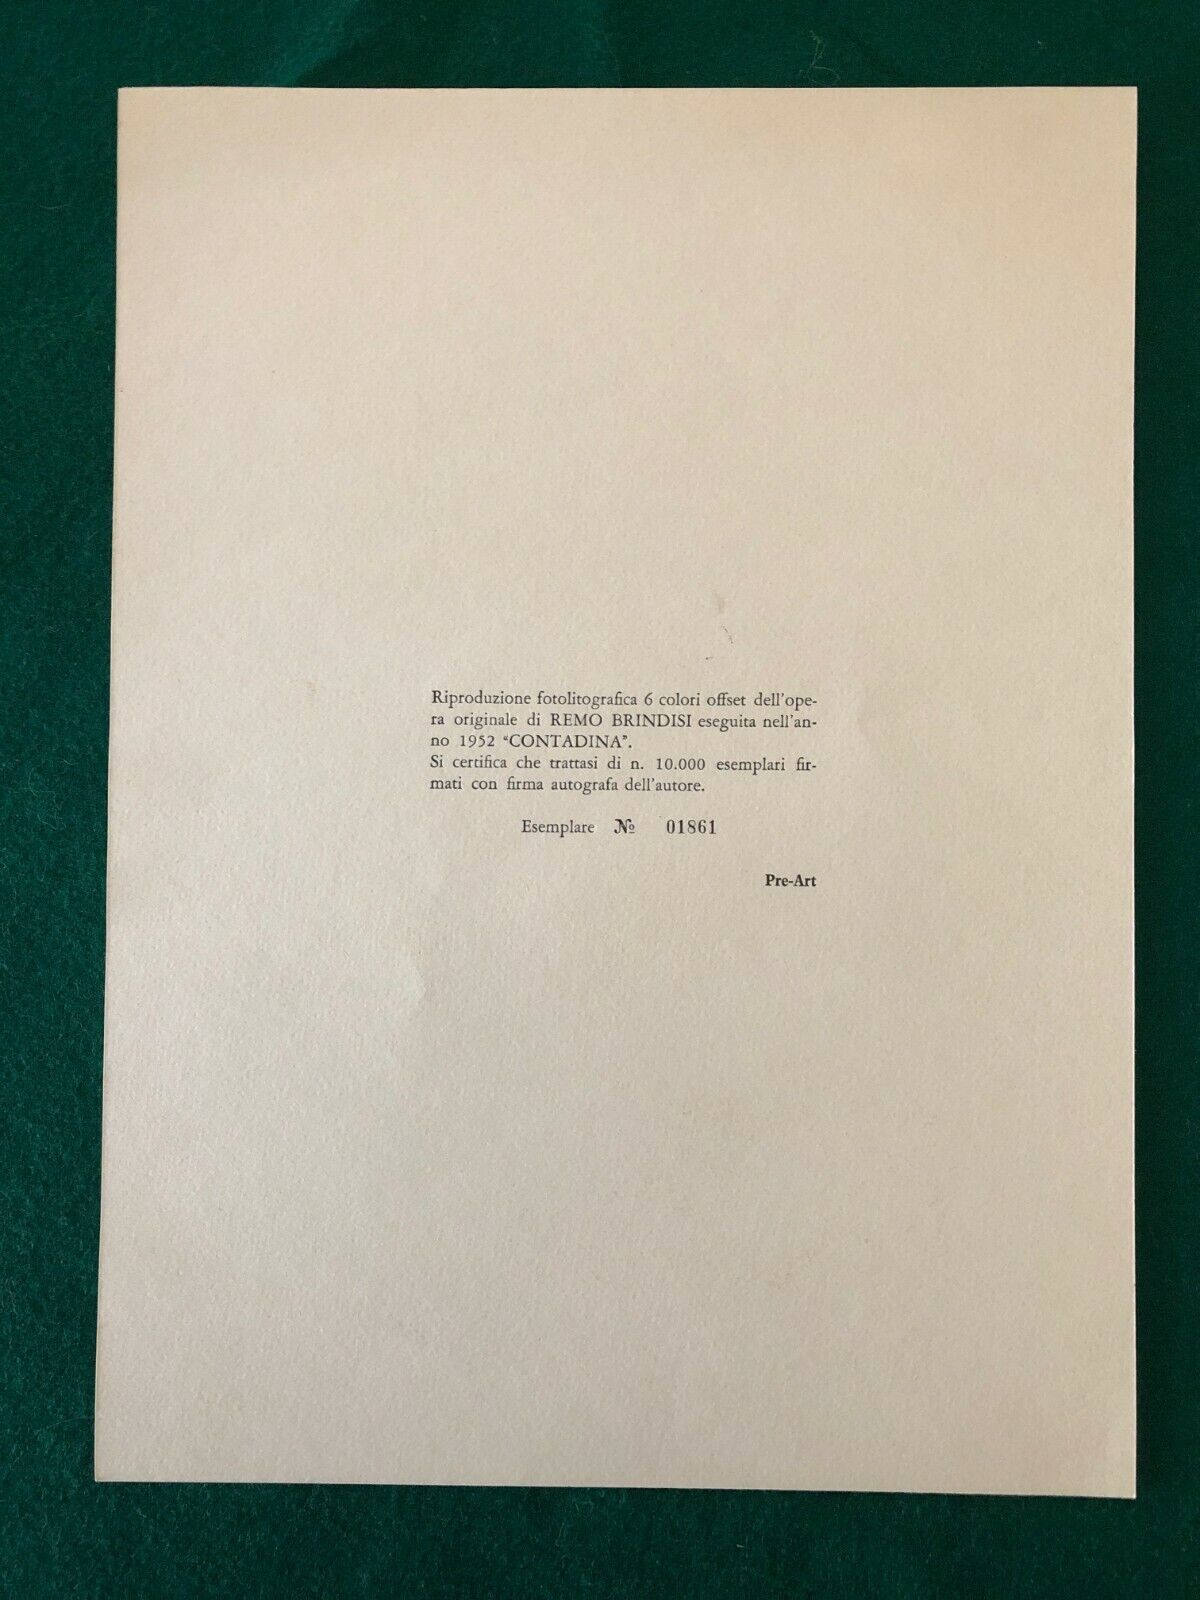 Riproduzione fotolitografica 6 colori offset dell'ope-
ra originale di REMO BRINDISI eseguita nell'an-
no 1952 “CONTADINA”.
Si certifica che trattasi di n. 10.000 esemplari fir-
mati con firma autografa dell'autore.
Esemplare № 01861
Pre-Art